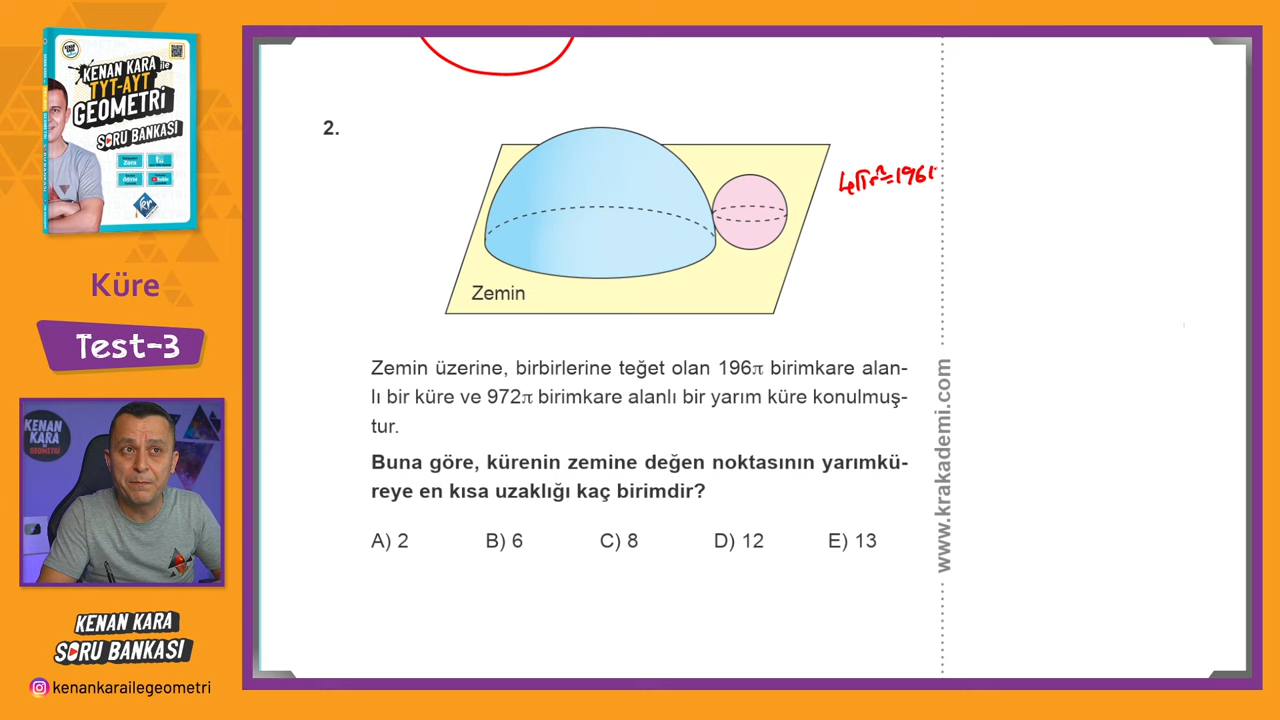 KENAN KARA ile
TYT-AYT
GEOMETRİ
SORU BANKASI
Küre
Test-3
KENAN
KARA
GEOMETRİ
KENAN KARA
SORU BANKASI
kenankarailegeometri
2.
4πr²=196
Zemin
Zemin üzerine, birbirlerine teğet olan 196π birimkare alan-
lı bir küre ve 972π birimkare alanlı bir yarım küre konulmuş-
tur.
Buna göre, kürenin zemine değen noktasının yarımkü-
reye en kısa uzaklığı kaç birimdir?
A) 2 B) 6 C) 8 D) 12 E) 13
www.krakademi.com